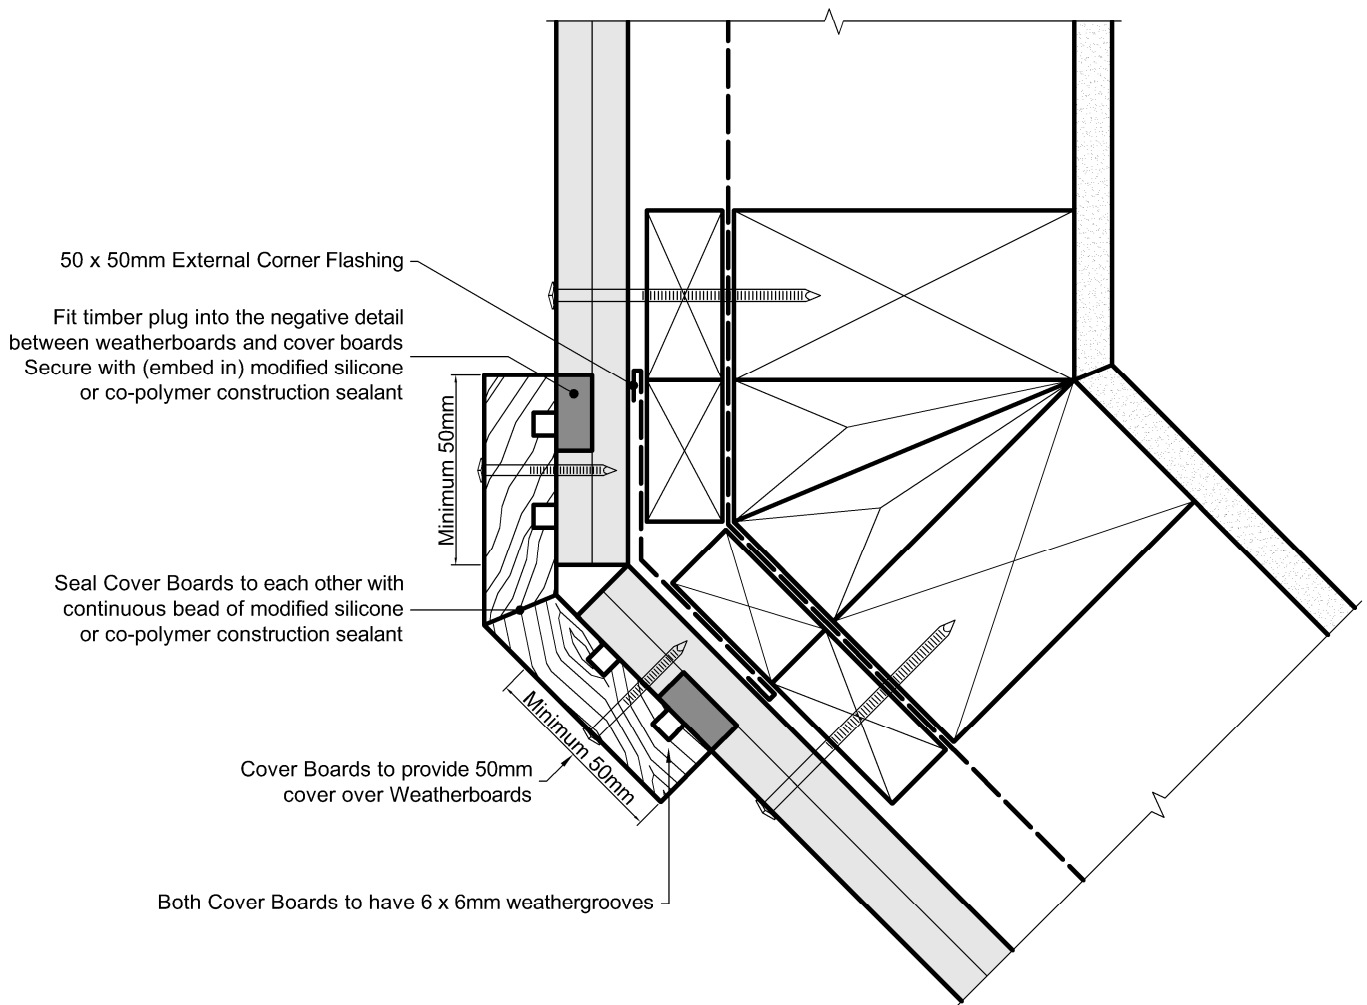 50 x 50mm External Corner Flashing
Fit timber plug into the negative detail
between weatherboards and cover boards
Secure with (embed in) modified silicone
or co-polymer construction sealant
Minimum 50mm
Seal Cover Boards to each other with
continuous bead of modified silicone
or co-polymer construction sealant
Minimum 50mm
Cover Boards to provide 50mm
cover over Weatherboards
Both Cover Boards to have 6 x 6mm weathergrooves